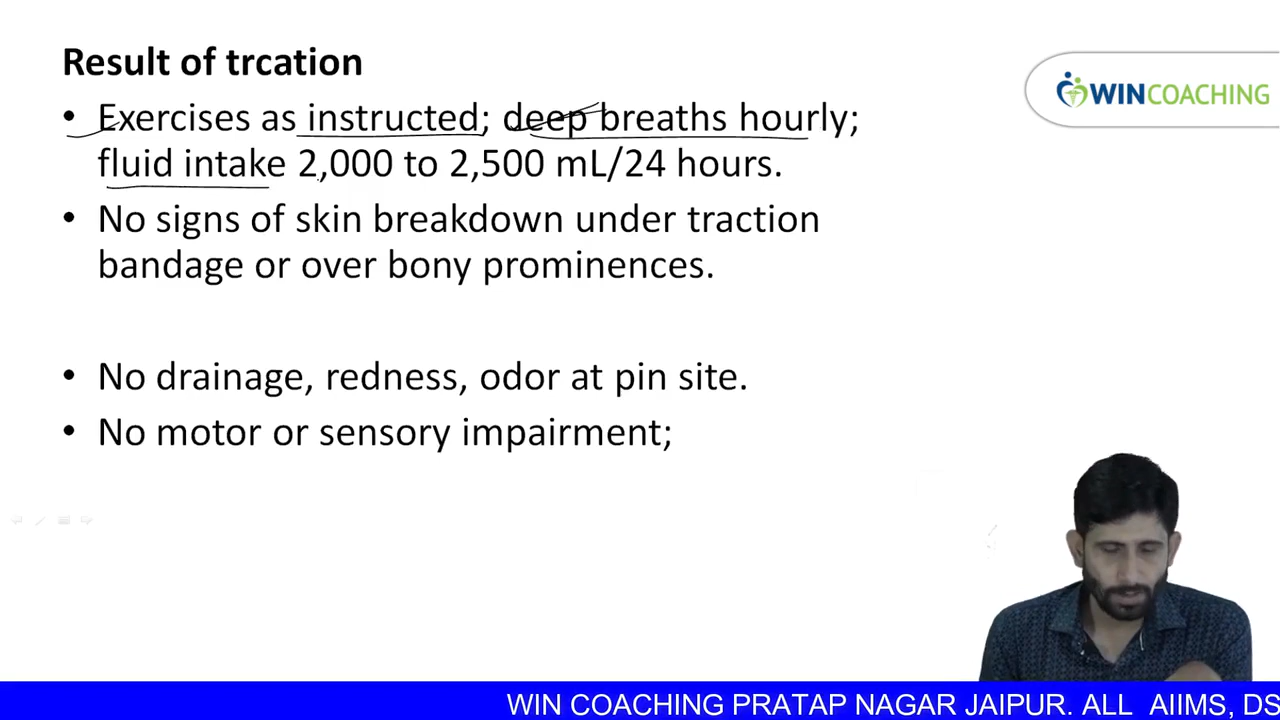 Result of trcation
WINCOACHING
• Exercises as instructed; deep breaths hourly;
fluid intake 2,000 to 2,500 mL/24 hours.
• No signs of skin breakdown under traction
bandage or over bony prominences.
• No drainage, redness, odor at pin site.
• No motor or sensory impairment;
WIN COACHING PRATAP NAGAR JAIPUR. ALL AIIMS, DS